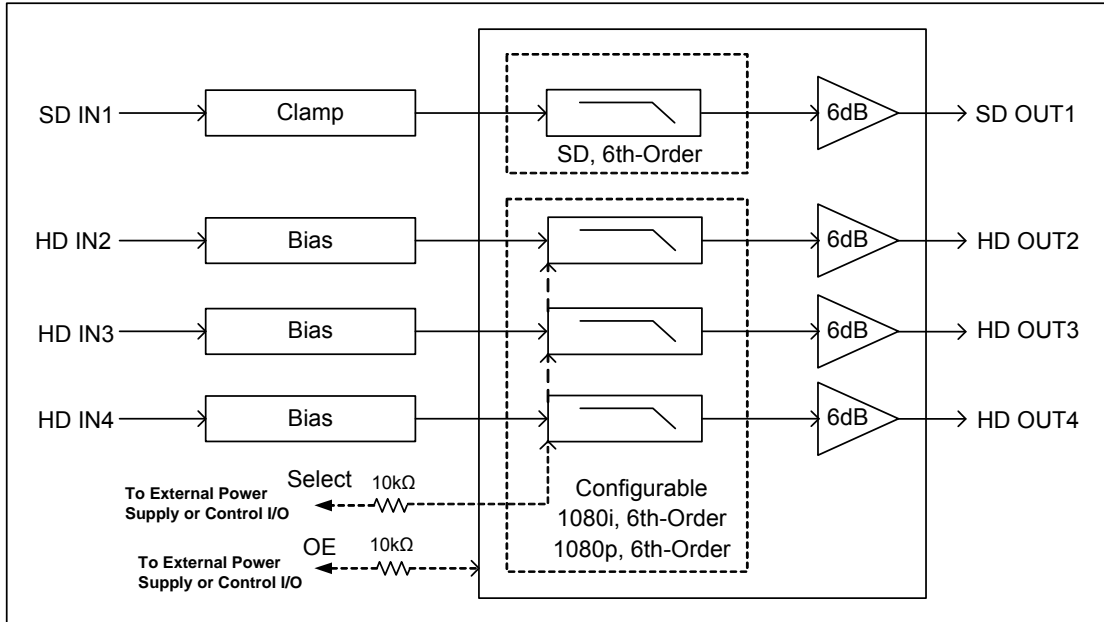 SD IN1
Clamp
SD, 6th-Order
6dB
SD OUT1
HD IN2
Bias
6dB
HD OUT2
HD IN3
Bias
6dB
HD OUT3
HD IN4
Bias
6dB
HD OUT4
Select
10kΩ
To External Power
Supply or Control I/O
OE
10kΩ
To External Power
Supply or Control I/O
Configurable
1080i, 6th-Order
1080p, 6th-Order